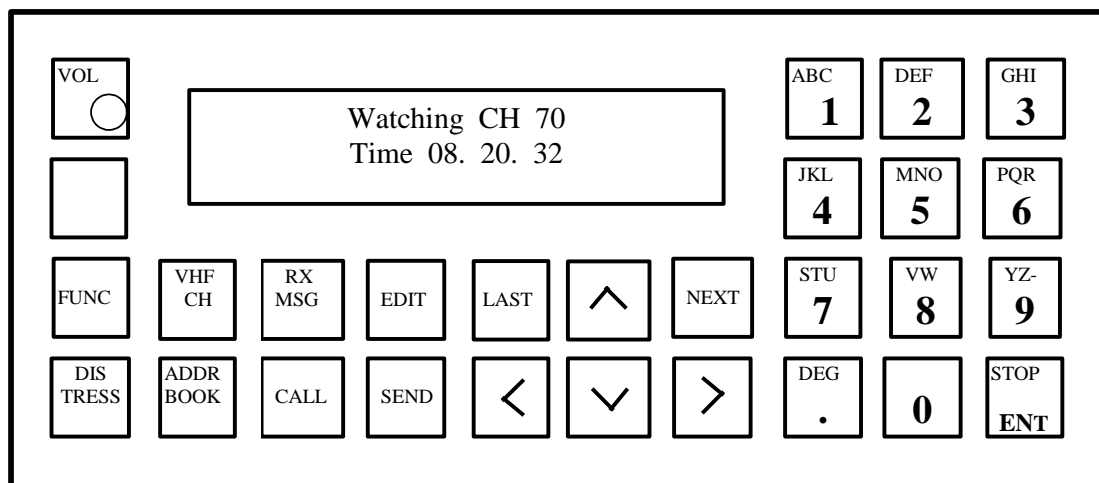 VOL
Watching CH 70
Time 08. 20. 32
ABC
1
DEF
2
GHI
3
JKL
4
MNO
5
PQR
6
FUNC
VHF
CH
RX
MSG
EDIT
LAST
NEXT
STU
7
VW
8
YZ-
9
DIS
TRESS
ADDR
BOOK
CALL
SEND
DEG
.
0
STOP
ENT